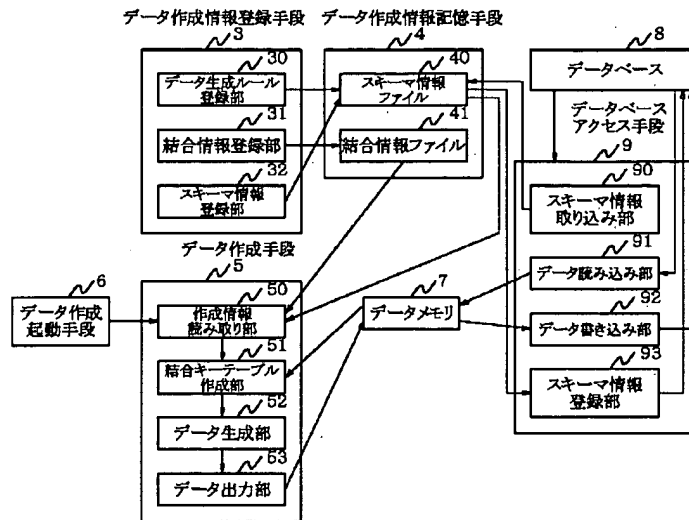 データ作成情報登録手段
3
30
データ生成ルール
登録部
31
結合情報登録部
32
スキーマ情報
登録部
データ作成情報記憶手段
4
40
スキーマ情報
ファイル
41
結合情報ファイル
8
データベース
データベース
アクセス手段
9
90
スキーマ情報
取り込み部
91
データ読み込み部
92
データ書き込み部
93
スキーマ情報
登録部
データ作成手段
5
6
データ作成
起動手段
50
作成情報
読み取り部
51
結合キーテーブル
作成部
52
データ生成部
53
データ出力部
7
データメモリ